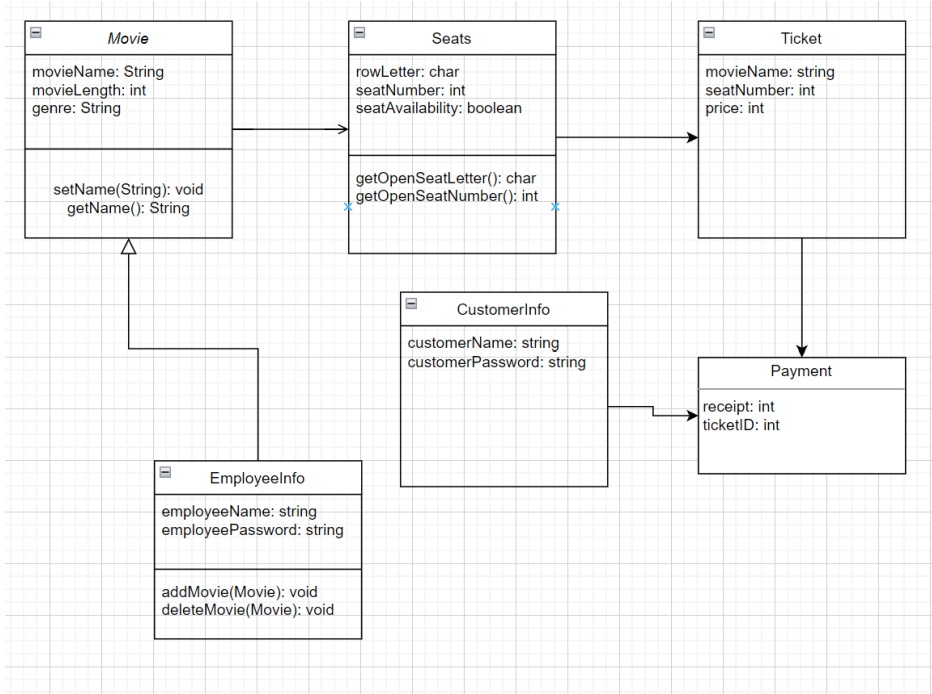 Movie
movieName: String
movieLength: int
genre: String
setName(String): void
getName(): String
Seats
rowLetter: char
seatNumber: int
seatAvailability: boolean
getOpenSeatLetter(): char
getOpenSeatNumber(): int
Ticket
movieName: string
seatNumber: int
price: int
CustomerInfo
customerName: string
customerPassword: string
Payment
receipt: int
ticketID: int
EmployeeInfo
employeeName: string
employeePassword: string
addMovie(Movie): void
deleteMovie(Movie): void